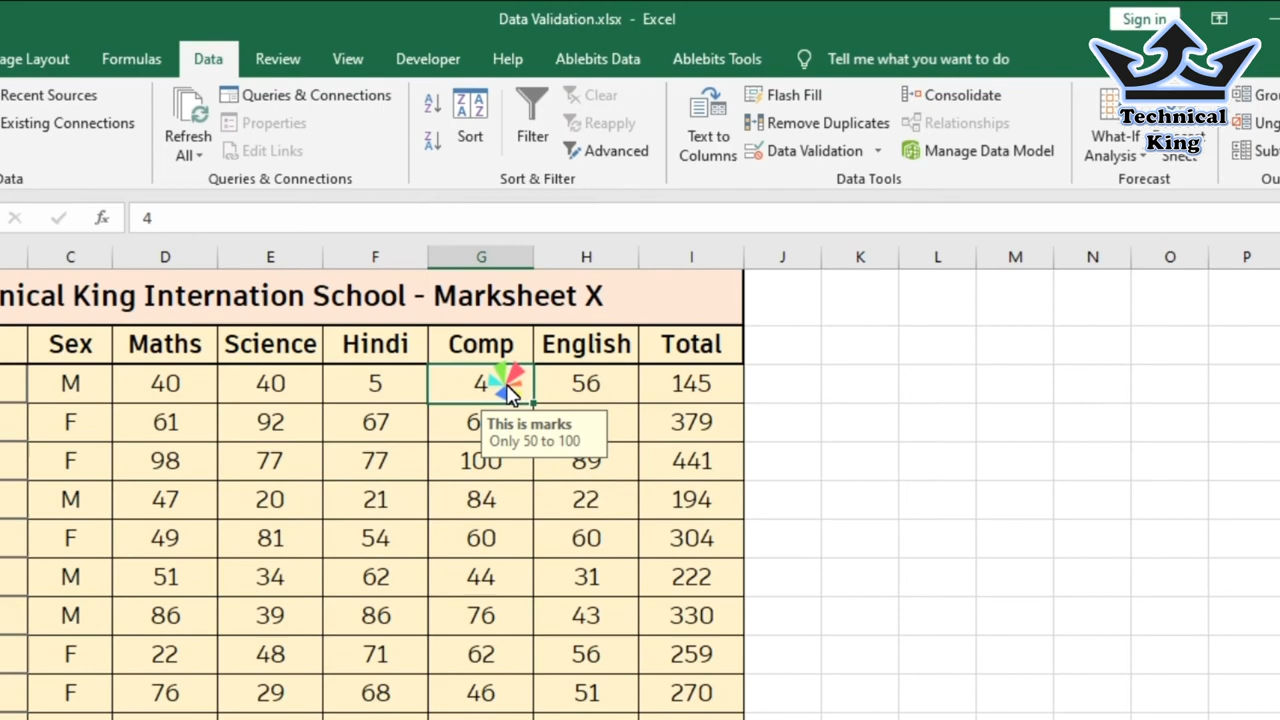 Data Validation.xlsx - Excel
Sign in
age Layout Formulas Data Review View Developer Help Ablebits Data Ablebits Tools Tell me what you want to do
Technical
King
Recent Sources
Existing Connections
Data
Refresh
All
Queries & Connections
Properties
Edit Links
Queries & Connections
Sort
Filter
Clear
Reapply
Advanced
Sort & Filter
Text to
Columns
Flash Fill
Remove Duplicates
Data Validation
Consolidate
Relationships
Manage Data Model
Data Tools
What-If
Analysis
Sheet
Forecast
Grou
Ung
Sub
Ou
fx 4
C D E F G H I J K L M N O P
nical King Internation School - Marksheet X
Sex Maths Science Hindi Comp English Total
M 40 40 5 4 56 145
F 61 92 67 6 379
This is marks
Only 50 to 100
F 98 77 77 100 89 441
M 47 20 21 84 22 194
F 49 81 54 60 60 304
M 51 34 62 44 31 222
M 86 39 86 76 43 330
F 22 48 71 62 56 259
F 76 29 68 46 51 270